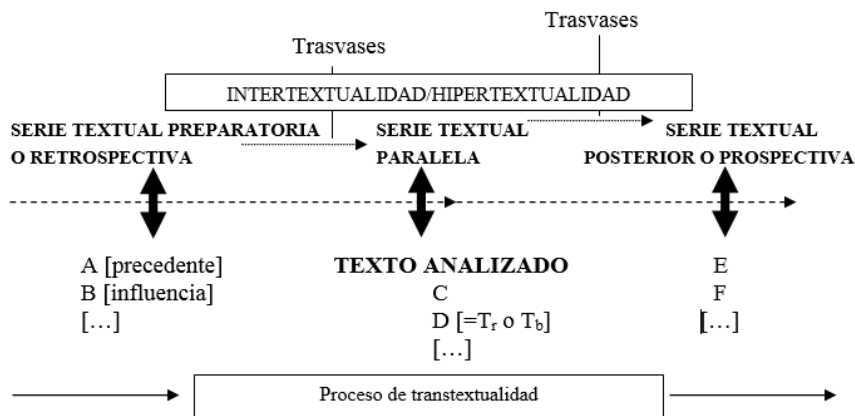 Trasvases
Trasvases
INTERTEXTUALIDAD/HIPERTEXTUALIDAD
SERIE TEXTUAL PREPARATORIA
O RETROSPECTIVA
SERIE TEXTUAL
PARALELA
SERIE TEXTUAL
POSTERIOR O PROSPECTIVA
A [precedente]
B [influencia]
[…]
TEXTO ANALIZADO
C
D [=Tr o Tb]
[…]
E
F
[…]
Proceso de transtextualidad